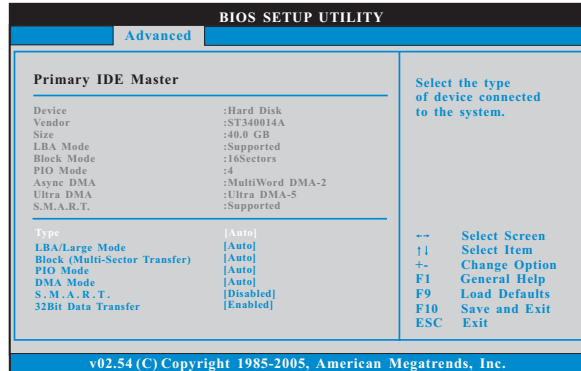 BIOS SETUP UTILITY
Advanced
Primary IDE Master
Device :Hard Disk
Vendor :ST340014A
Size :40.0 GB
LBA Mode :Supported
Block Mode :16Sectors
PIO Mode :4
Async DMA :MultiWord DMA-2
Ultra DMA :Ultra DMA-5
S.M.A.R.T. :Supported
Type [Auto]
LBA/Large Mode [Auto]
Block (Multi-Sector Transfer) [Auto]
PIO Mode [Auto]
DMA Mode [Auto]
S.M.A.R.T. [Disabled]
32Bit Data Transfer [Enabled]
Select the type
of device connected
to the system.
←→ Select Screen
↑↓ Select Item
+- Change Option
F1 General Help
F9 Load Defaults
F10 Save and Exit
ESC Exit
v02.54 (C) Copyright 1985-2005, American Megatrends, Inc.